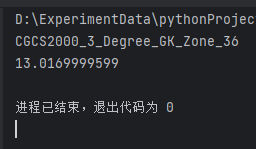 D:\ExperimentData\pythonProjec
CGCS2000_3_Degree_GK_Zone_36
13.0169999599
进程已结束，退出代码为 0